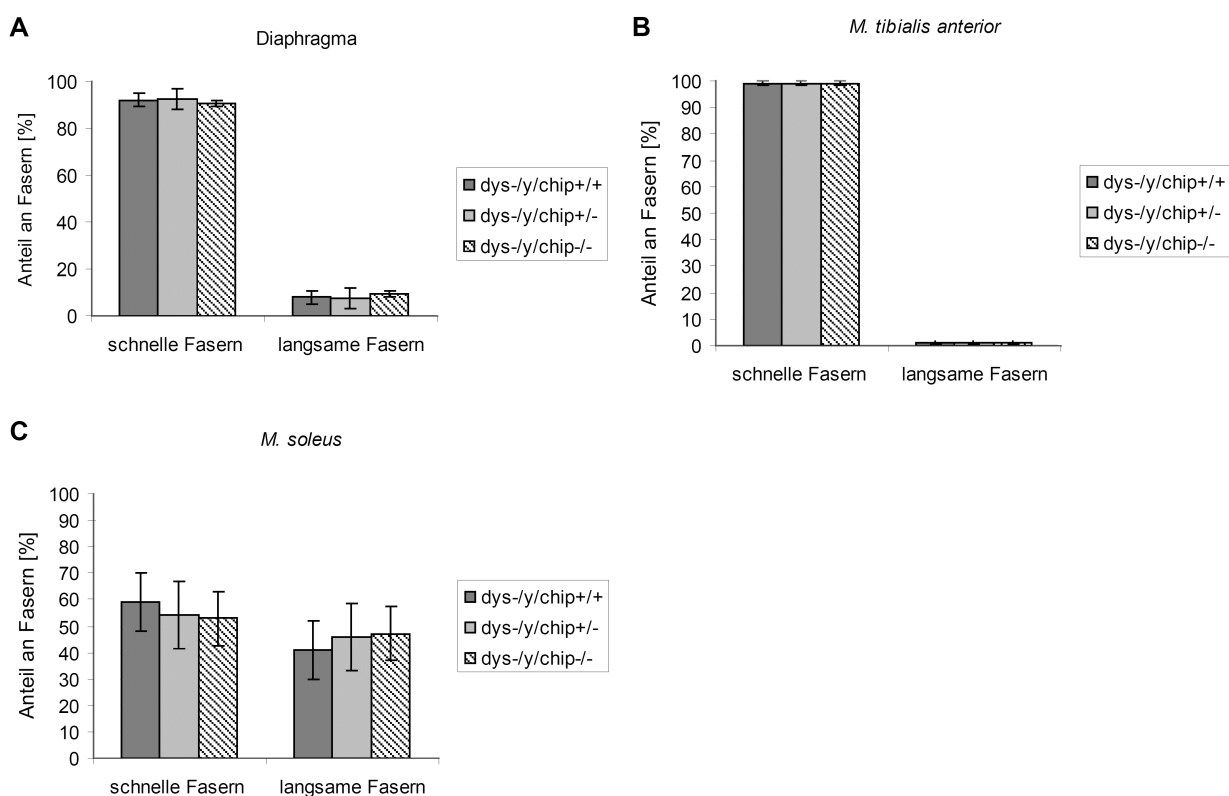 A
Diaphragma
Anteil an Fasern [%]
100
80
60
40
20
0
schnelle Fasern
langsame Fasern
dys-/y/chip+/+
dys-/y/chip+/-
dys-/y/chip-/-
B
M. tibialis anterior
Anteil an Fasern [%]
100
90
80
70
60
50
40
30
20
10
0
schnelle Fasern
langsame Fasern
dys-/y/chip+/+
dys-/y/chip+/-
dys-/y/chip-/-
C
M. soleus
Anteil an Fasern [%]
100
90
80
70
60
50
40
30
20
10
0
schnelle Fasern
langsame Fasern
dys-/y/chip+/+
dys-/y/chip+/-
dys-/y/chip-/-